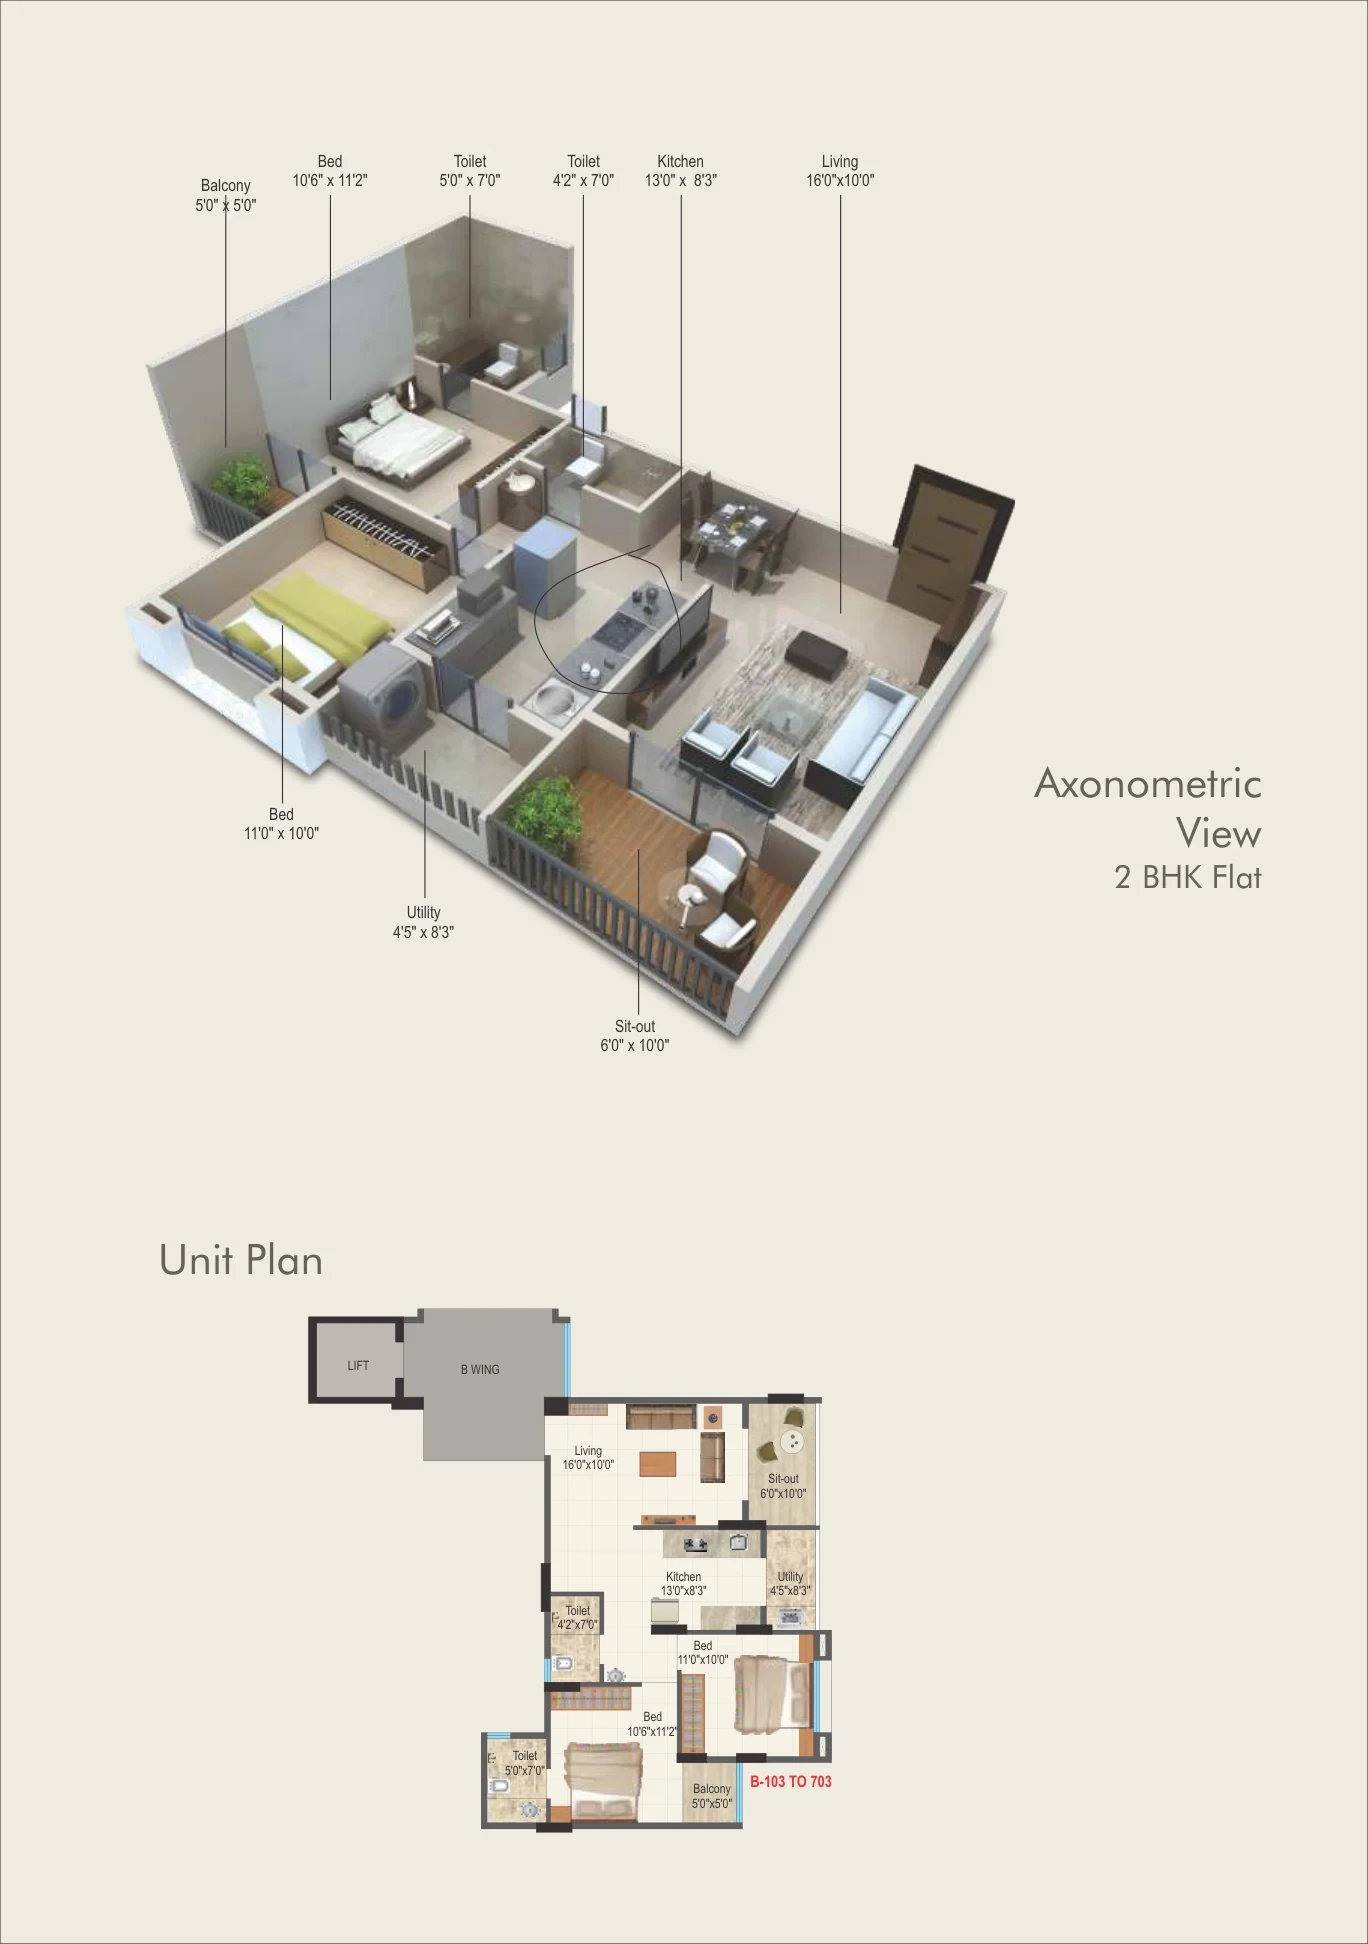 Balcony
5'0" x 5'0"
Bed
10'6" x 11'2"
Toilet
5'0" x 7'0"
Toilet
4'2" x 7'0"
Kitchen
13'0" x 8'3"
Living
16'0"x10'0"
Bed
11'0" x 10'0"
Utility
4'5" x 8'3"
Sit-out
6'0" x 10'0"
Axonometric
View
2 BHK Flat
Unit Plan
LIFT
B WING
Living
16'0"x10'0"
Sit-out
6'0"x10'0"
Kitchen
13'0"x8'3"
Utility
4'5"x8'3"
Toilet
4'2"x7'0"
Bed
11'0"x10'0"
Bed
10'6"x11'2"
Toilet
5'0"x7'0"
Balcony
5'0"x5'0"
B-103 TO 703